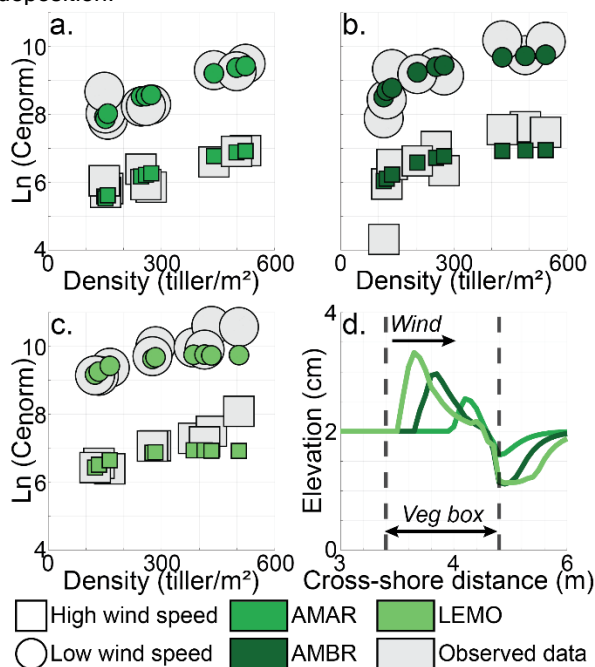 deposition.
a.
b.
10
8
6
4
Ln (Cenorm)
0
300
600
Density (tiller/m²)
0
300
600
Density (tiller/m²)
c.
d.
10
8
6
4
Ln (Cenorm)
0
300
600
Density (tiller/m²)
Wind
Veg box
4
2
0
Elevation (cm)
3
4
6
Cross-shore distance (m)
High wind speed
AMAR
LEMO
Low wind speed
AMBR
Observed data